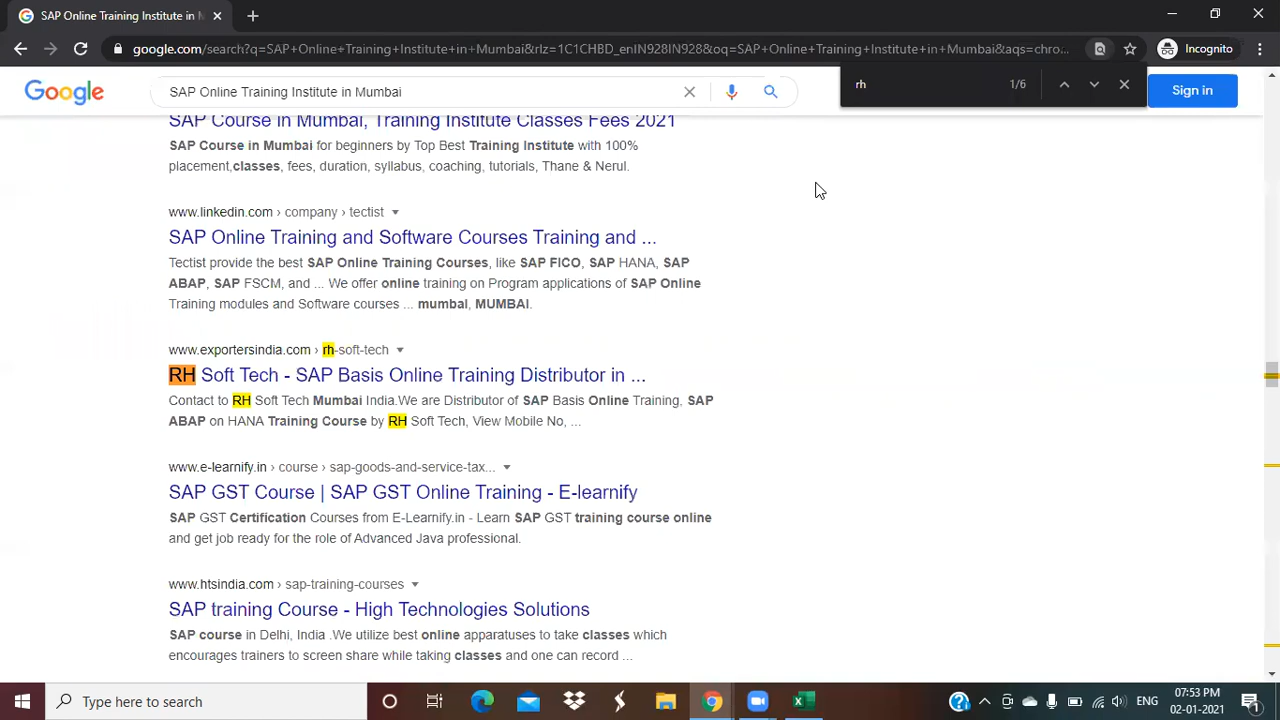 SAP Online Training Institute in M
google.com/search?q=SAP+Online+Training+Institute+in+Mumbai&rlz=1C1CHBD_enIN928IN928&oq=SAP+Online+Training+Institute+in+Mumbai&aqs=chro...
Incognito
Google
SAP Online Training Institute in Mumbai
rh
1/6
Sign in
SAP Course in Mumbai, Training Institute Classes Fees 2021
SAP Course in Mumbai for beginners by Top Best Training Institute with 100%
placement,classes, fees, duration, syllabus, coaching, tutorials, Thane & Nerul.
www.linkedin.com › company › tectist
SAP Online Training and Software Courses Training and ...
Tectist provide the best SAP Online Training Courses, like SAP FICO, SAP HANA, SAP
ABAP, SAP FSCM, and ... We offer online training on Program applications of SAP Online
Training modules and Software courses ... mumbai, MUMBAI.
www.exportersindia.com › rh-soft-tech
RH Soft Tech - SAP Basis Online Training Distributor in ...
Contact to RH Soft Tech Mumbai India.We are Distributor of SAP Basis Online Training, SAP
ABAP on HANA Training Course by RH Soft Tech, View Mobile No, ...
www.e-learnify.in › course › sap-goods-and-service-tax...
SAP GST Course | SAP GST Online Training - E-learnify
SAP GST Certification Courses from E-Learnify.in - Learn SAP GST training course online
and get job ready for the role of Advanced Java professional.
www.htsindia.com › sap-training-courses
SAP training Course - High Technologies Solutions
SAP course in Delhi, India .We utilize best online apparatuses to take classes which
encourages trainers to screen share while taking classes and one can record ...
Type here to search
ENG
07:53 PM
02-01-2021
1